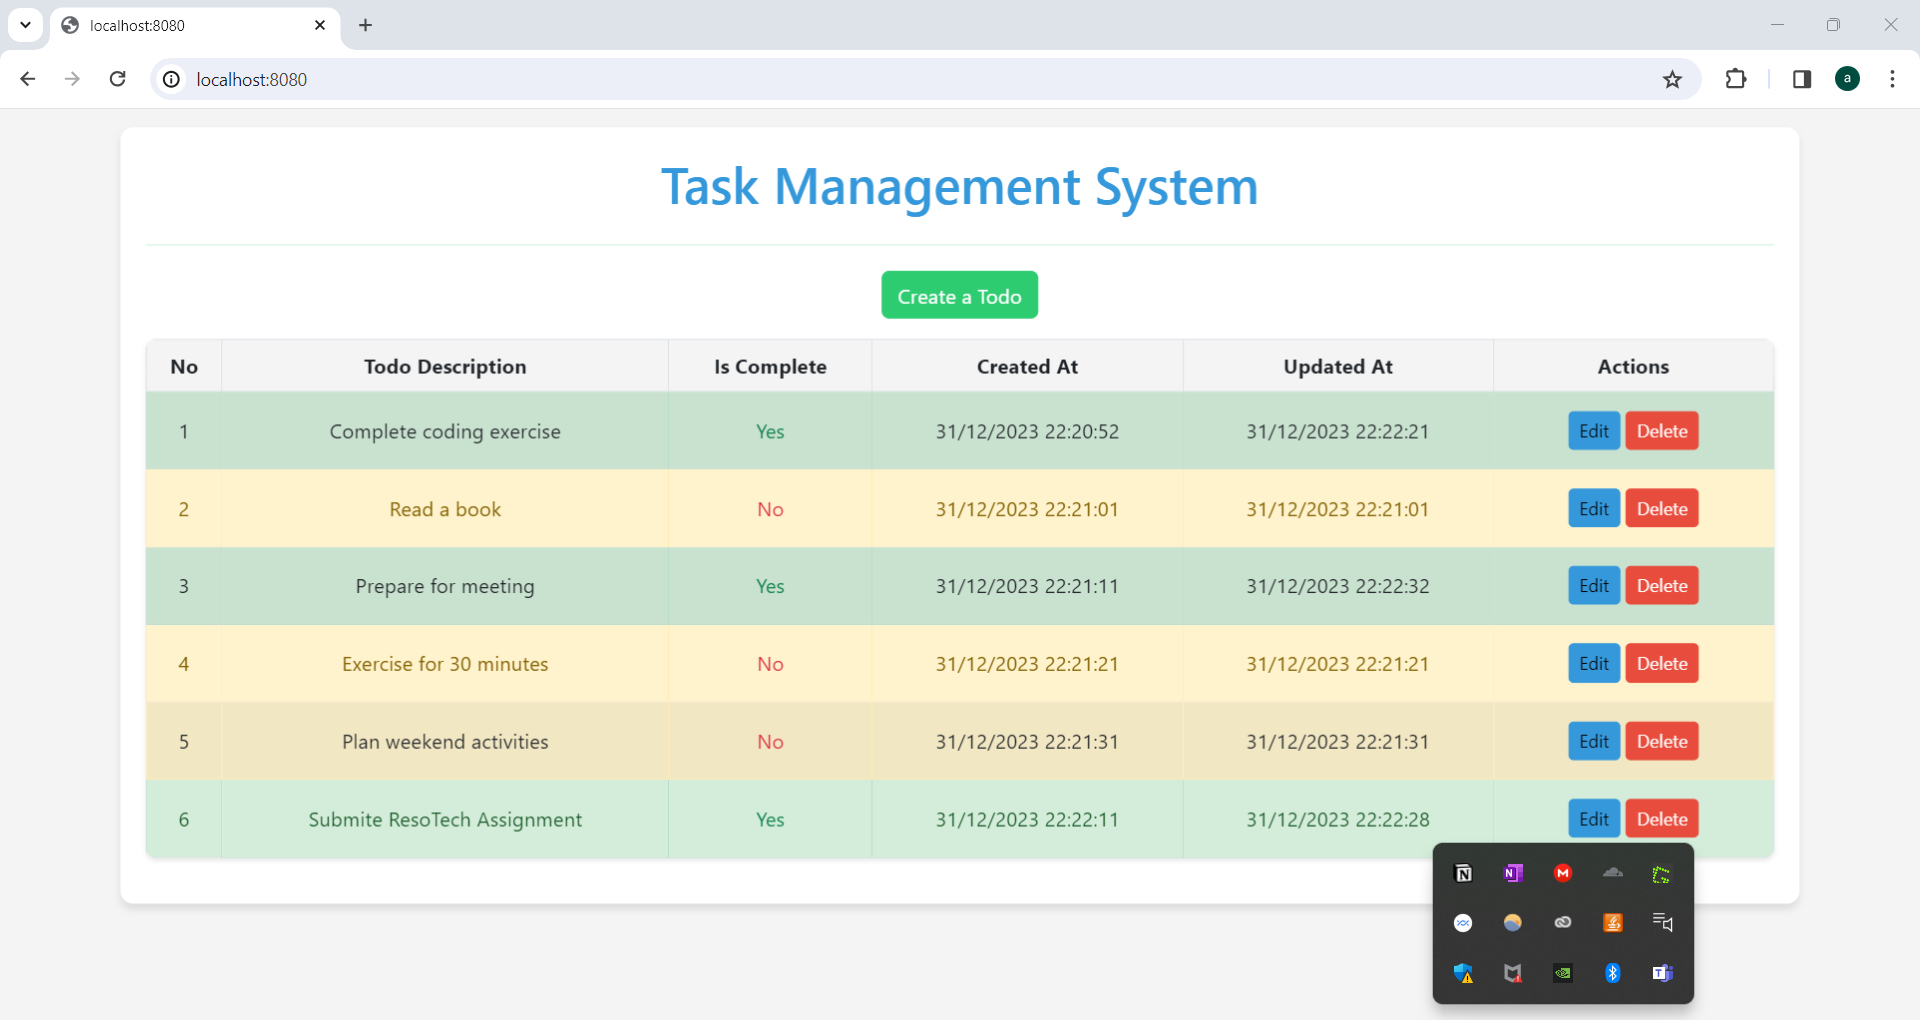 localhost:8080
localhost:8080
a
Task Management System
Create a Todo
No Todo Description Is Complete Created At Updated At Actions
1 Complete coding exercise Yes 31/12/2023 22:20:52 31/12/2023 22:22:21 Edit Delete
2 Read a book No 31/12/2023 22:21:01 31/12/2023 22:21:01 Edit Delete
3 Prepare for meeting Yes 31/12/2023 22:21:11 31/12/2023 22:22:32 Edit Delete
4 Exercise for 30 minutes No 31/12/2023 22:21:21 31/12/2023 22:21:21 Edit Delete
5 Plan weekend activities No 31/12/2023 22:21:31 31/12/2023 22:21:31 Edit Delete
6 Submite ResoTech Assignment Yes 31/12/2023 22:22:11 31/12/2023 22:22:28 Edit Delete
N N M
T